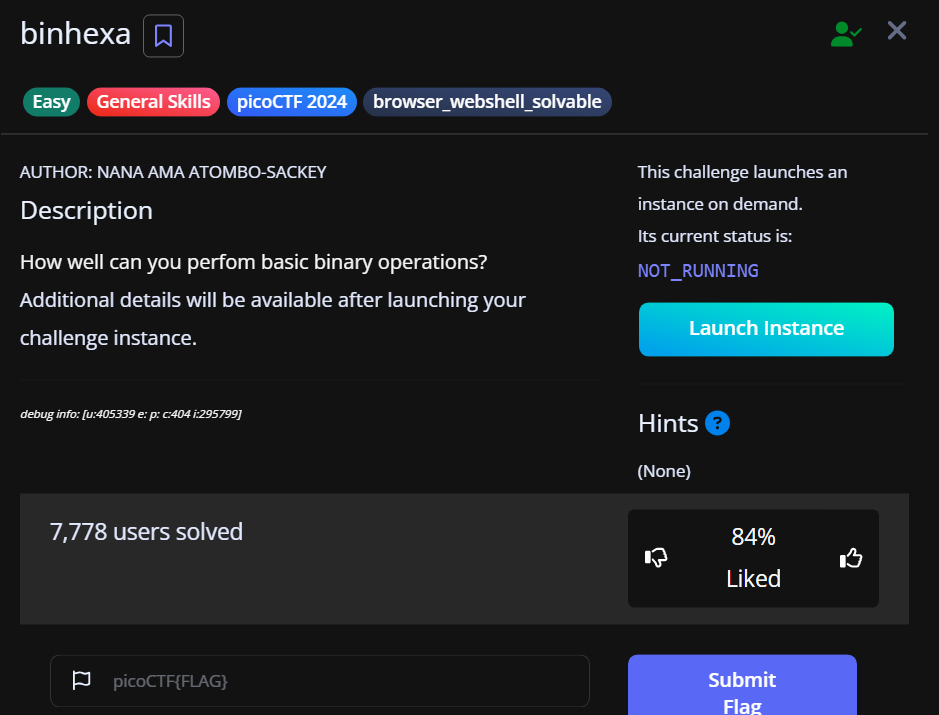 binhexa
Easy General Skills picoCTF 2024 browser_webshell_solvable
AUTHOR: NANA AMA ATOMBO-SACKEY
Description
How well can you perfom basic binary operations?
Additional details will be available after launching your
challenge instance.
debug info: [u:405339 e: p: c:404 i:295799]
This challenge launches an
instance on demand.
Its current status is:
NOT_RUNNING
Launch Instance
Hints ?
(None)
7,778 users solved
84%
Liked
picoCTF{FLAG}
Submit
Flag